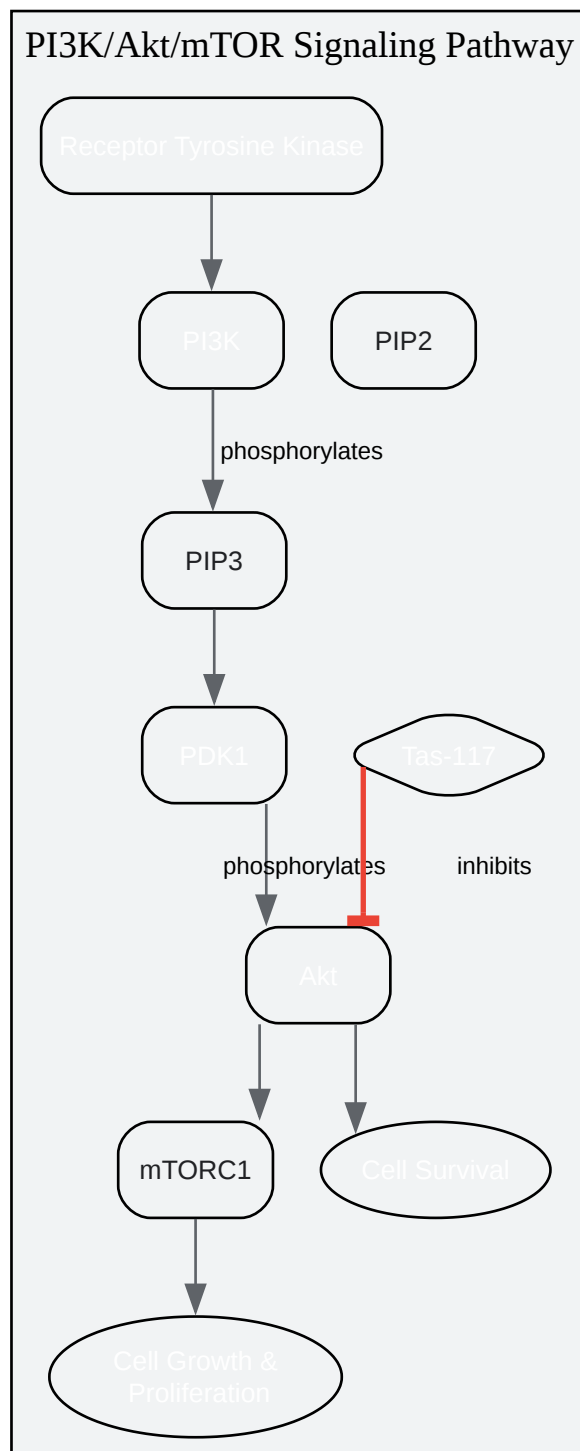 PI3K/Akt/mTOR Signaling Pathway
Receptor Tyrosine Kinase
PI3K
PIP2
phosphorylates
PIP3
PDK1
Tas-117
phosphorylates
inhibits
Akt
mTORC1
Cell Survival
Cell Growth &
Proliferation